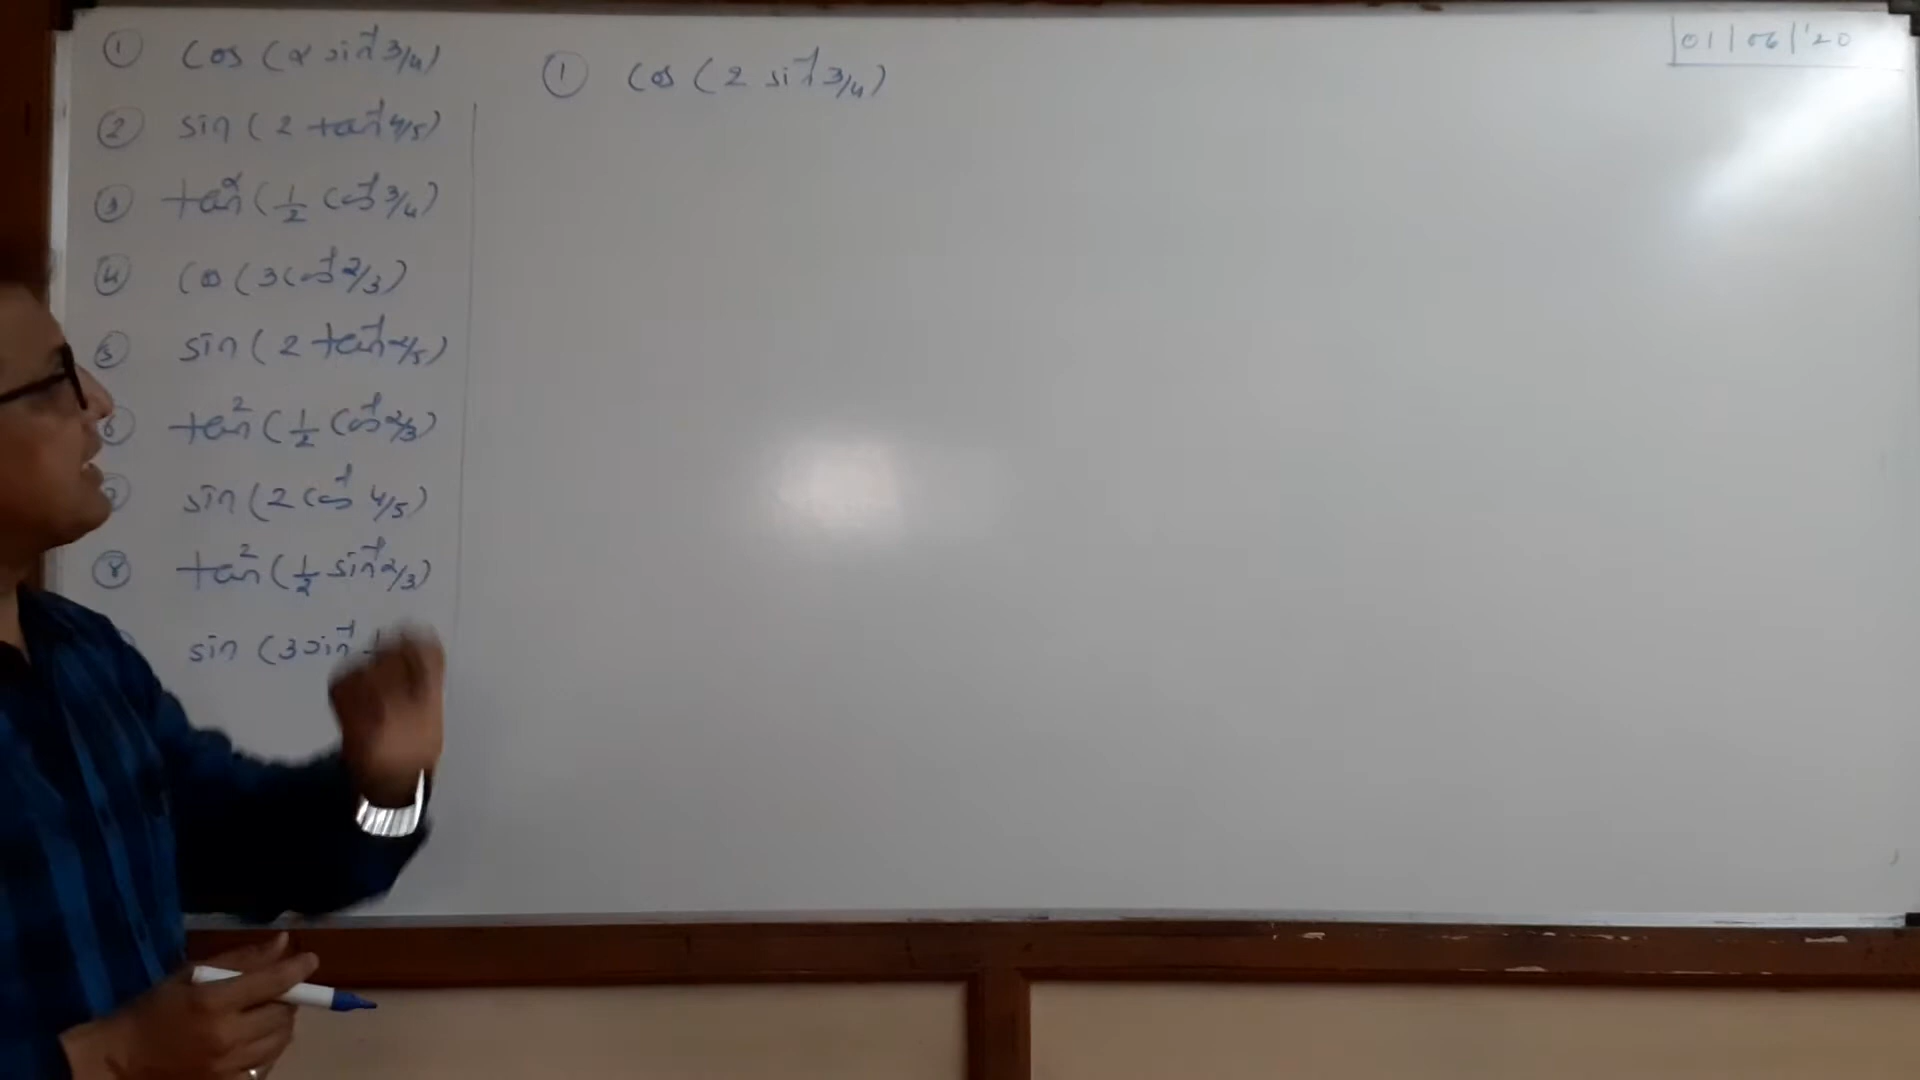 ① cos (2 sin⁻¹ 3/4)
② sin (2 tan⁻¹ 4/5)
③ tan² (1/2 cos⁻¹ 3/4)
④ cos (3 cos⁻¹ 2/3)
⑤ sin (2 tan⁻¹ 2/5)
⑥ tan² (1/2 cos⁻¹ 2/3)
sin (2 cos⁻¹ 4/5)
⑧ tan² (1/2 sin⁻¹ 2/3)
sin (3 sin⁻¹
① cos (2 sin⁻¹ 3/4)
01/06/'20